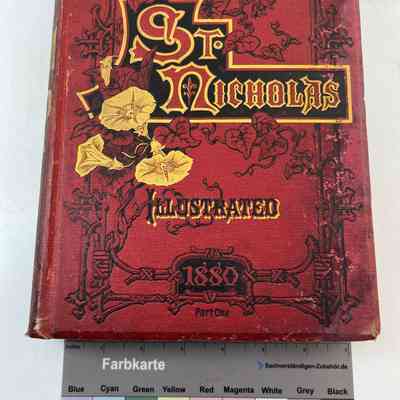 St.
Nicholas
Illustrated
1880
Part One
Farbkarte
Sachverständigen-Zubehör.de
Blue Cyan Green Yellow Red Magenta White Grey Black